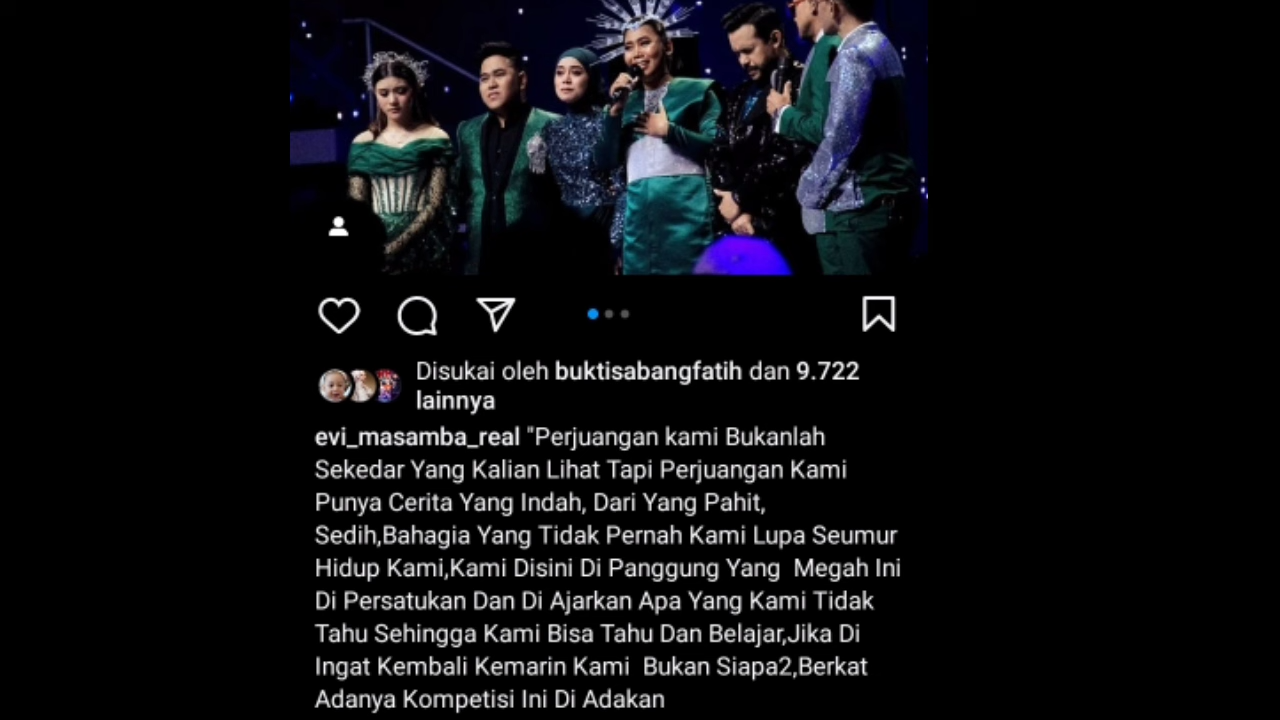 Disukai oleh buktisabangfatih dan 9.722
lainnya
evi_masamba_real "Perjuangan kami Bukanlah
Sekedar Yang Kalian Lihat Tapi Perjuangan Kami
Punya Cerita Yang Indah, Dari Yang Pahit,
Sedih,Bahagia Yang Tidak Pernah Kami Lupa Seumur
Hidup Kami,Kami Disini Di Panggung Yang  Megah Ini
Di Persatukan Dan Di Ajarkan Apa Yang Kami Tidak
Tahu Sehingga Kami Bisa Tahu Dan Belajar,Jika Di
Ingat Kembali Kemarin Kami  Bukan Siapa2,Berkat
Adanya Kompetisi Ini Di Adakan